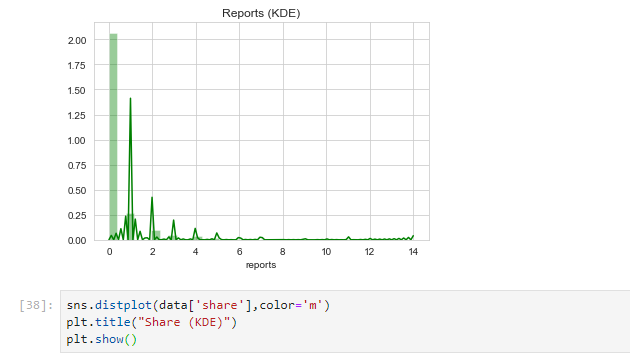 Reports (KDE)
2.00
1.75
1.50
1.25
1.00
0.75
0.50
0.25
0.00
0 2 4 6 8 10 12 14
reports
[38]: sns.distplot(data['share'],color='m')
plt.title("Share (KDE)")
plt.show()